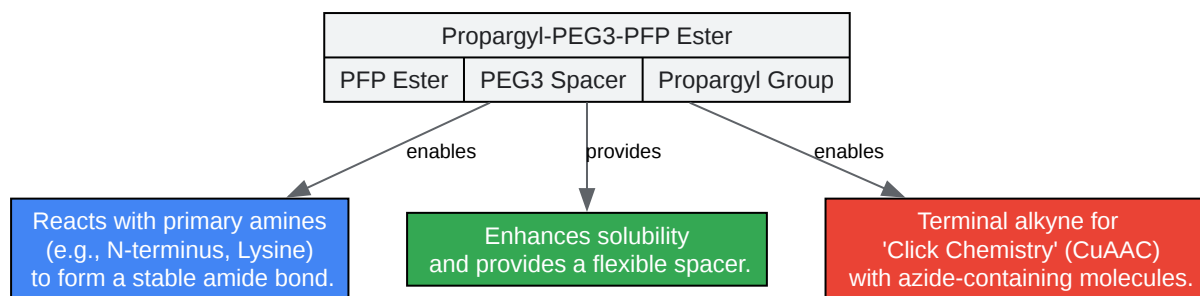 Propargyl-PEG3-PFP Ester
PFP Ester PEG3 Spacer Propargyl Group
enables provides enables
Reacts with primary amines
(e.g., N-terminus, Lysine)
to form a stable amide bond.
Enhances solubility
and provides a flexible spacer.
Terminal alkyne for
'Click Chemistry' (CuAAC)
with azide-containing molecules.